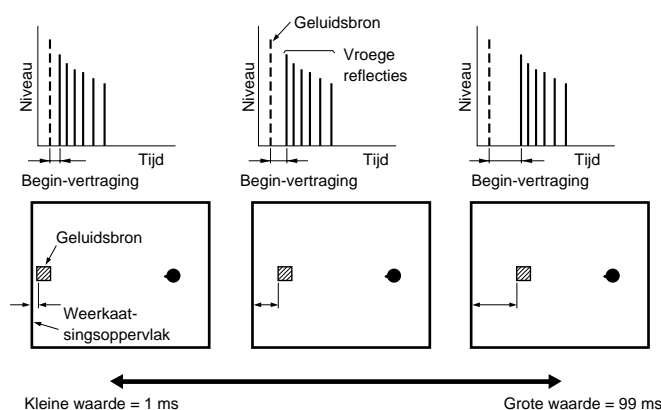 Geluidsbron
Vroege
reflecties
Niveau
Niveau
Niveau
Tijd
Tijd
Tijd
Begin-vertraging
Begin-vertraging
Begin-vertraging
Geluidsbron
Weerkaat-
singsoppervlak
Kleine waarde = 1 ms
Grote waarde = 99 ms